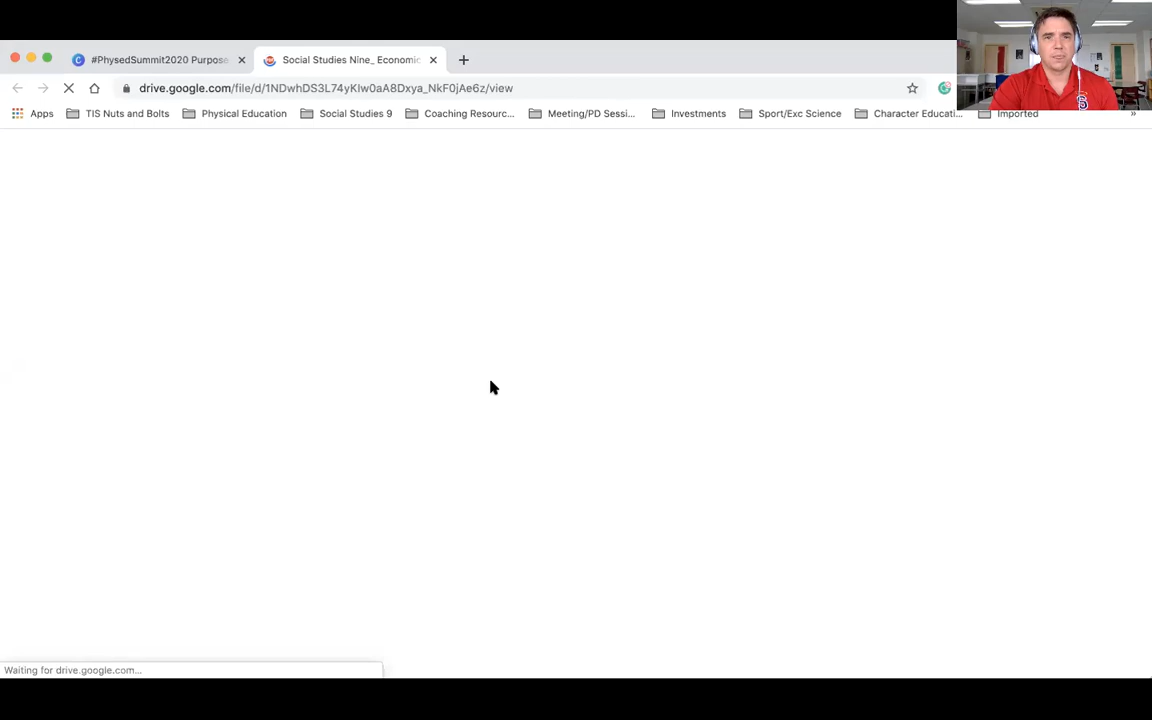 #PhysedSummit2020 Purpose
Social Studies Nine_ Economic
drive.google.com/file/d/1NDwhDS3L74yKIw0aA8Dxya_NkF0jAe6z/view
Apps TIS Nuts and Bolts Physical Education Social Studies 9 Coaching Resourc... Meeting/PD Sessi... Investments Sport/Exc Science Character Educati... Imported »
Waiting for drive.google.com...